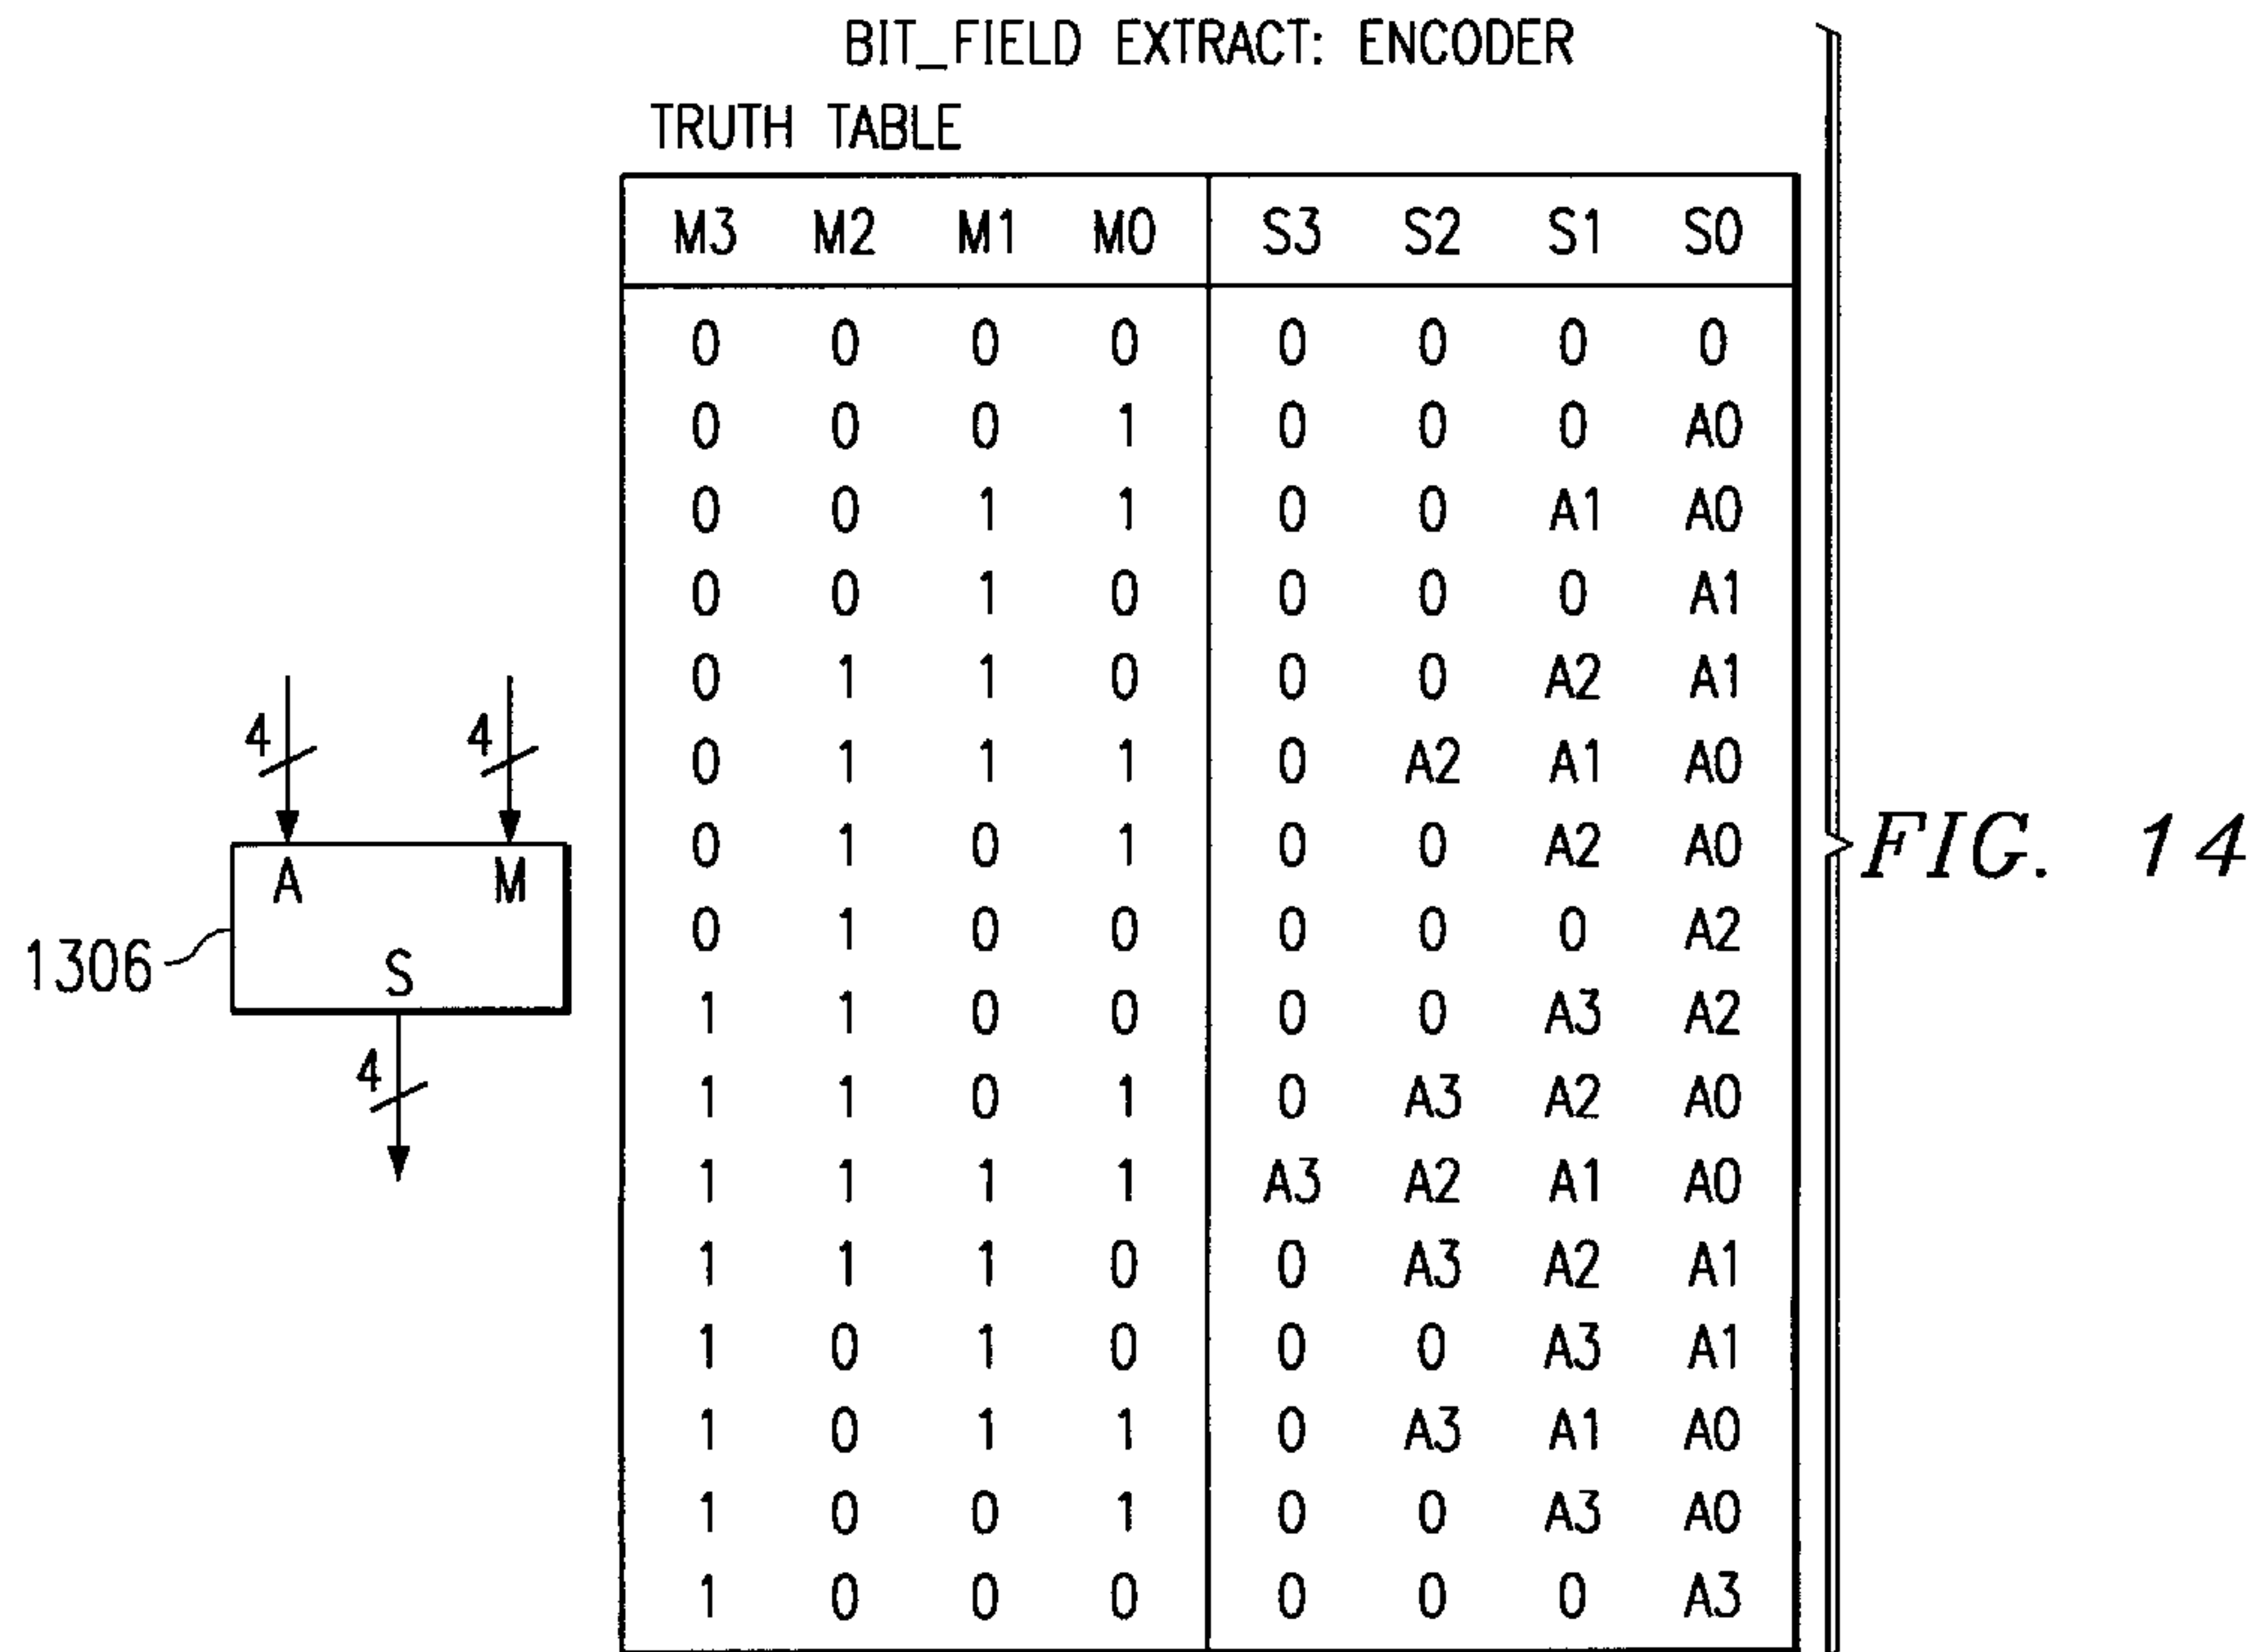 BIT_FIELD EXTRACT: ENCODER
TRUTH TABLE
M3 M2 M1 M0 S3 S2 S1 S0
0 0 0 0 0 0 0 0
0 0 0 1 0 0 0 A0
0 0 1 1 0 0 A1 A0
0 0 1 0 0 0 0 A1
0 1 1 0 0 0 A2 A1
0 1 1 1 0 A2 A1 A0
0 1 0 1 0 0 A2 A0
0 1 0 0 0 0 0 A2
1 1 0 0 0 0 A3 A2
1 1 0 1 0 A3 A2 A0
1 1 1 1 A3 A2 A1 A0
1 1 1 0 0 A3 A2 A1
1 0 1 0 0 0 A3 A1
1 0 1 1 0 A3 A1 A0
1 0 0 1 0 0 A3 A0
1 0 0 0 0 0 0 A3
4 4
A M
1306
S
4
FIG. 14